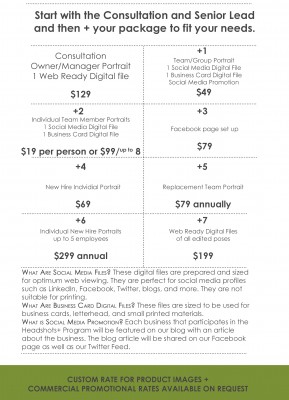 Start with the Consultation and Senior Lead
and then + your package to fit your needs.
Consultation
Owner/Manager Portrait
1 Web Ready Digital file
$129
+1
Team/Group Portrait
1 Social Media Digital File
1 Business Card Digital File
Social Media Promotion
$49
+2
Individual Team Member Portraits
1 Social Media Digital File
1 Business Card Digital File
$19 per person or $99/up to 8
+3
Facebook page set up
$79
+4
New Hire Individial Portrait
$69
+5
Replacement Team Portrait
$79 annually
+6
Individual New Hire Portraits
up to 5 employees
$299 annual
+7
Web Ready Digital Files
of all edited poses
$199
What Are Social Media Files? These digital files are prepared and sized
for optimum web viewing. They are perfect for social media profiles
such as LinkedIn, Facebook, Twitter, blogs, and more. They are not
suitable for printing.
What Are Business Card Digital Files? These files are sized to be used for
business cards, letterhead, and small printed materials.
What is Social Media Promotion? Each business that participates in the
Headshots+ Program will be featured on our blog with an article
about the business. The blog article will be shared on our Facebook
page as well as our Twitter Feed.
CUSTOM RATE FOR PRODUCT IMAGES +
COMMERCIAL PROMOTIONAL RATES AVAILABLE ON REQUEST